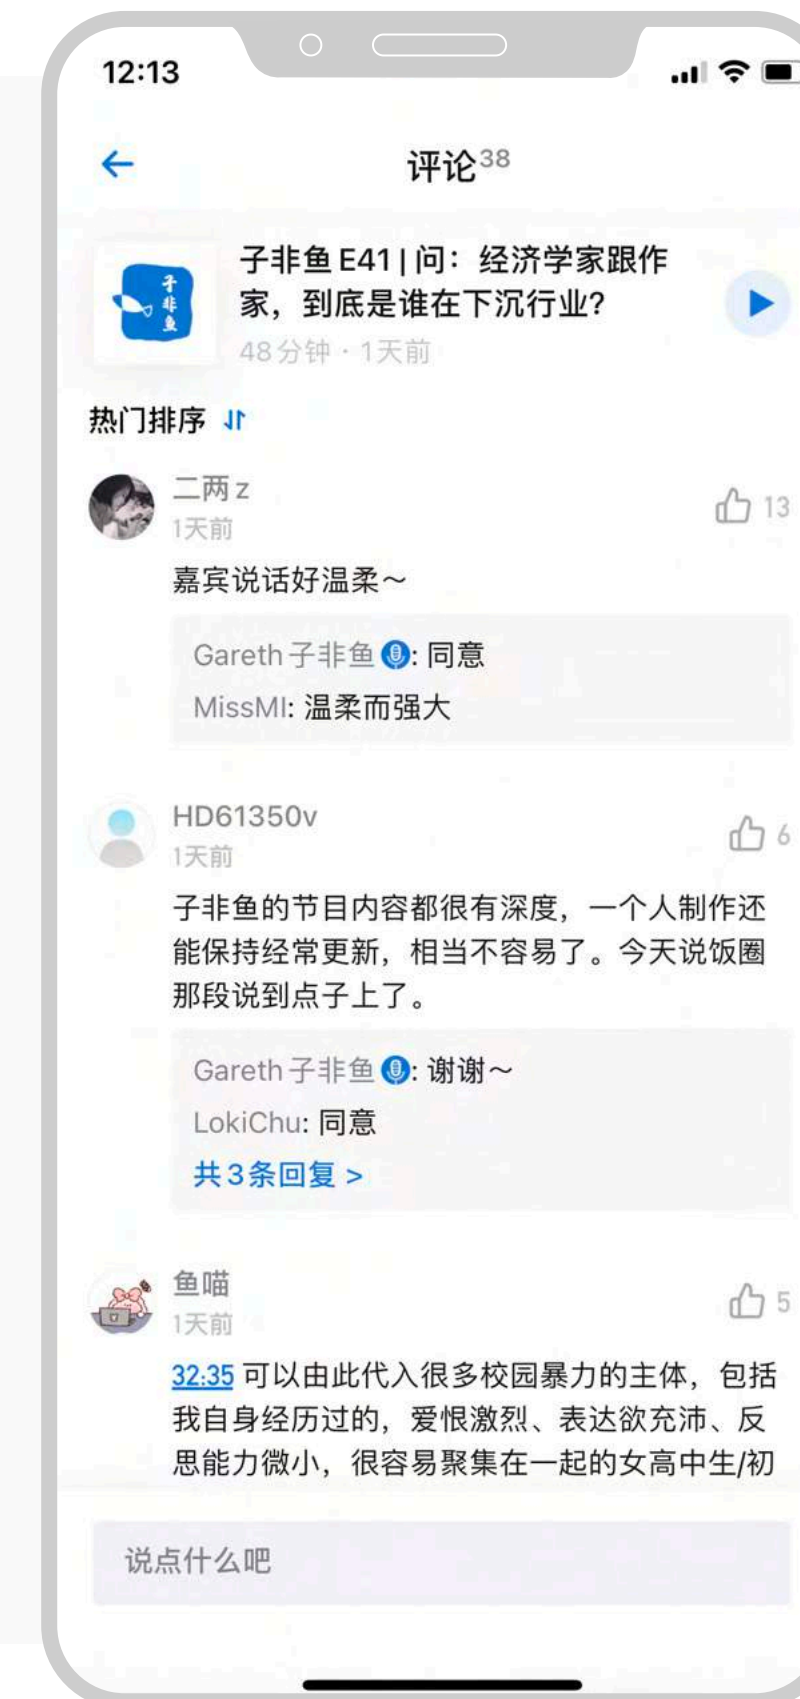 12:13
评论38
子非鱼
子非鱼 E41 | 问：经济学家跟作
家，到底是谁在下沉行业？
48分钟 · 1天前
热门排序
二两z
13
1天前
嘉宾说话好温柔～
Gareth 子非鱼: 同意
MissMI: 温柔而强大
HD61350v
6
1天前
子非鱼的节目内容都很有深度，一个人制作还
能保持经常更新，相当不容易了。今天说饭圈
那段说到点子上了。
Gareth 子非鱼: 谢谢～
LokiChu: 同意
共3条回复 >
鱼喵
5
1天前
32:35 可以由此代入很多校园暴力的主体，包括
我自身经历过的，爱恨激烈、表达欲充沛、反
思能力微小，很容易聚集在一起的女高中生/初
说点什么吧